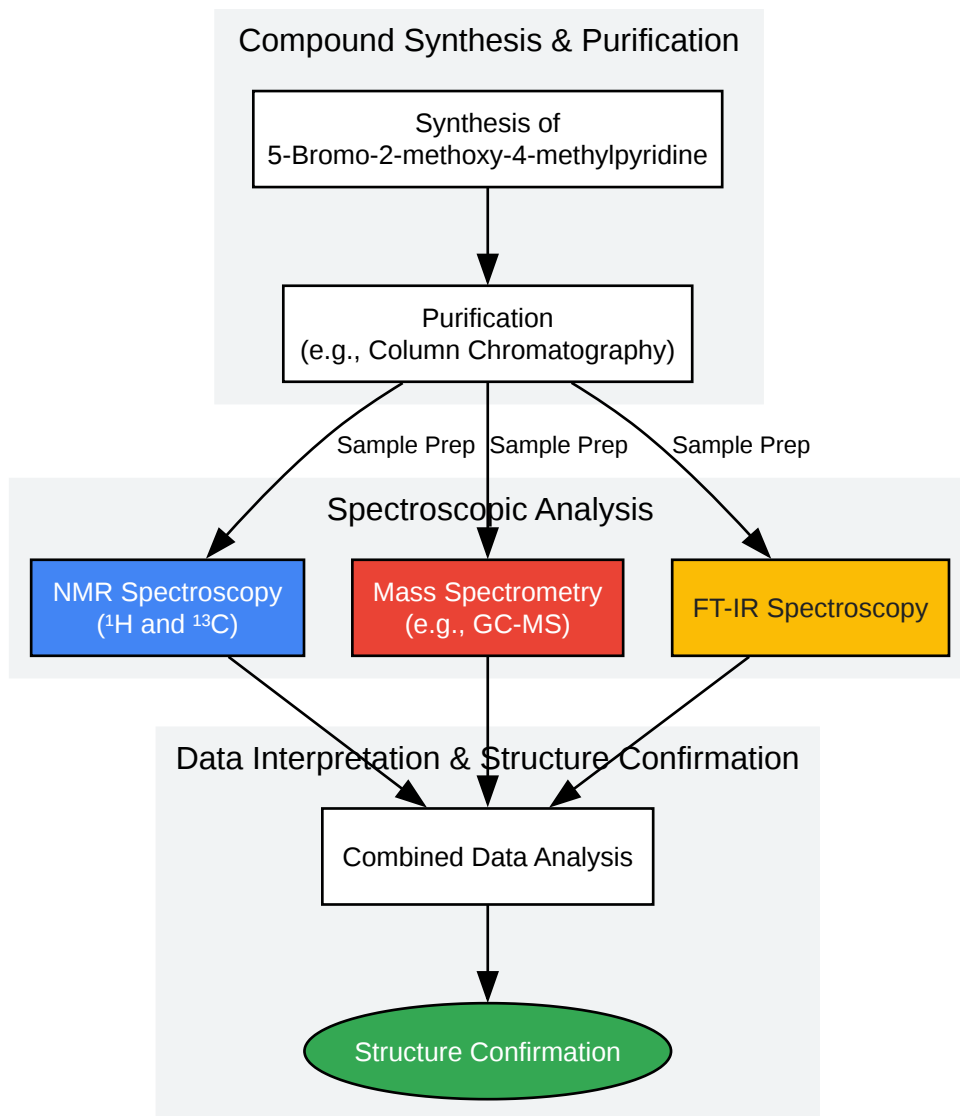 Compound Synthesis & Purification
Synthesis of
5-Bromo-2-methoxy-4-methylpyridine
Purification
(e.g., Column Chromatography)
Sample Prep
Sample Prep
Sample Prep
Spectroscopic Analysis
NMR Spectroscopy
(¹H and ¹³C)
Mass Spectrometry
(e.g., GC-MS)
FT-IR Spectroscopy
Data Interpretation & Structure Confirmation
Combined Data Analysis
Structure Confirmation